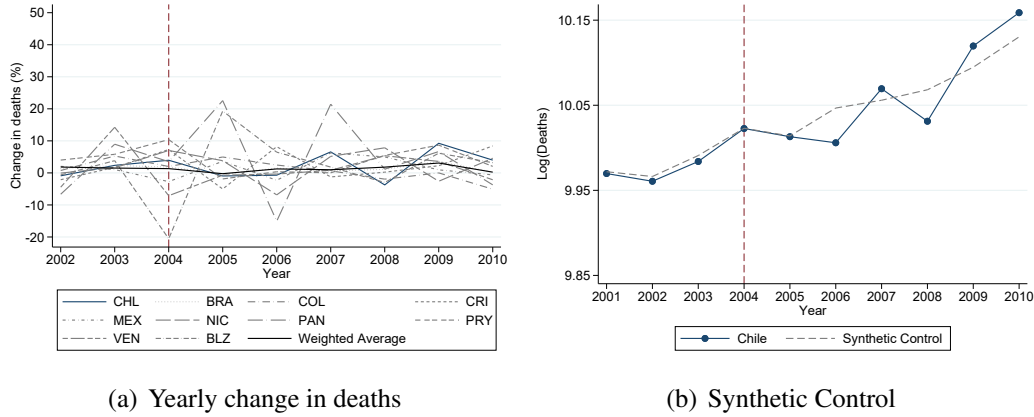 50
40
30
20
10
0
-10
-20
Change in deaths (%)
2002 2003 2004 2005 2006 2007 2008 2009 2010
Year
CHL BRA COL CRI
MEX NIC PAN PRY
VEN BLZ Weighted Average
(a) Yearly change in deaths
10.15
10.05
9.95
9.85
Log(Deaths)
2001 2002 2003 2004 2005 2006 2007 2008 2009 2010
Year
Chile Synthetic Control
(b) Synthetic Control